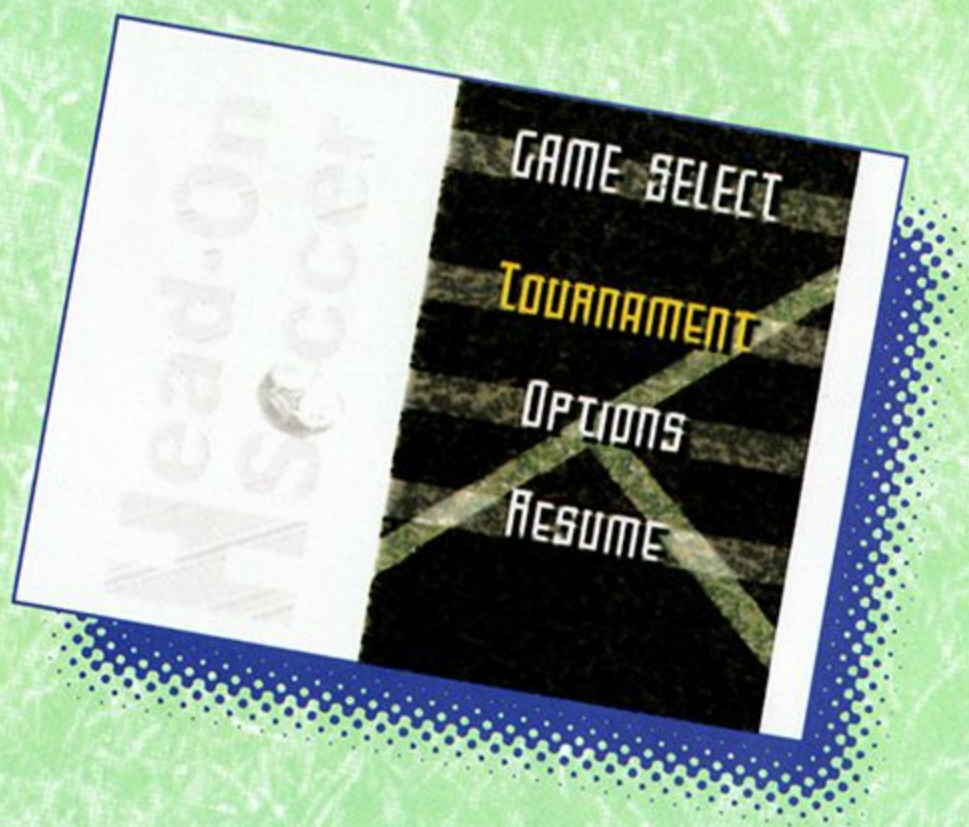 Head-On
Soccer
GAME SELECT
TOURNAMENT
OPTIONS
RESUME